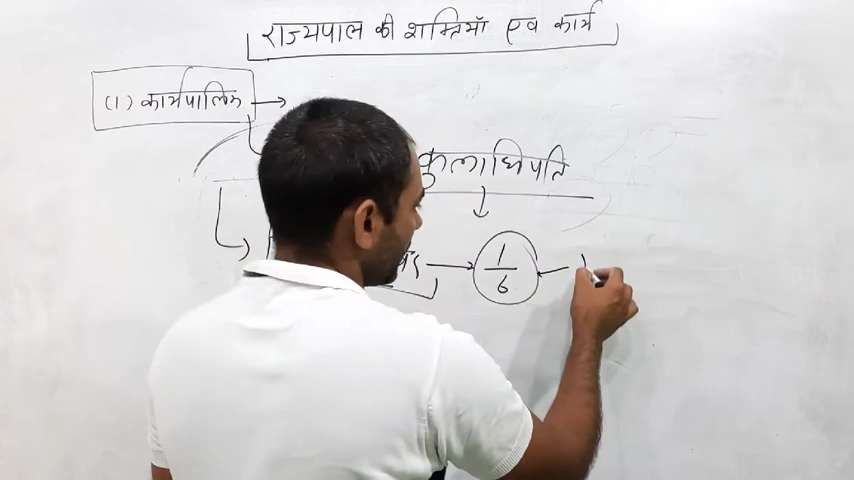 राज्यपाल की शक्तियाँ एवं कार्य
(1) कार्यपालिका
कुलाधिपति
1
6